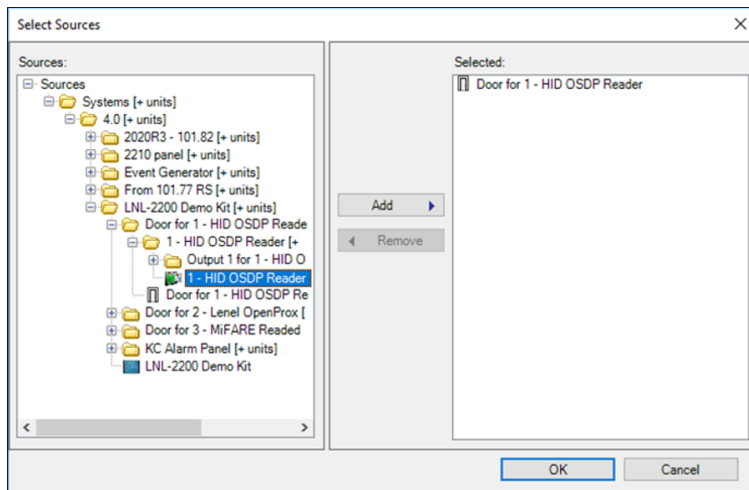 Select Sources
Sources:
Sources
Systems [+ units]
4.0 [+ units]
2020R3 - 101.82 [+ units]
2210 panel [+ units]
Event Generator [+ units]
From 101.77 RS [+ units]
LNL-2200 Demo Kit [+ units]
Door for 1 - HID OSDP Reade
1 - HID OSDP Reader [+
Output 1 for 1 - HID O
1 - HID OSDP Reader
Door for 1 - HID OSDP Re
Door for 2 - Lenel OpenProx [
Door for 3 - MiFARE Readed
KC Alarm Panel [+ units]
LNL-2200 Demo Kit
Add
Remove
Selected:
Door for 1 - HID OSDP Reader
OK
Cancel